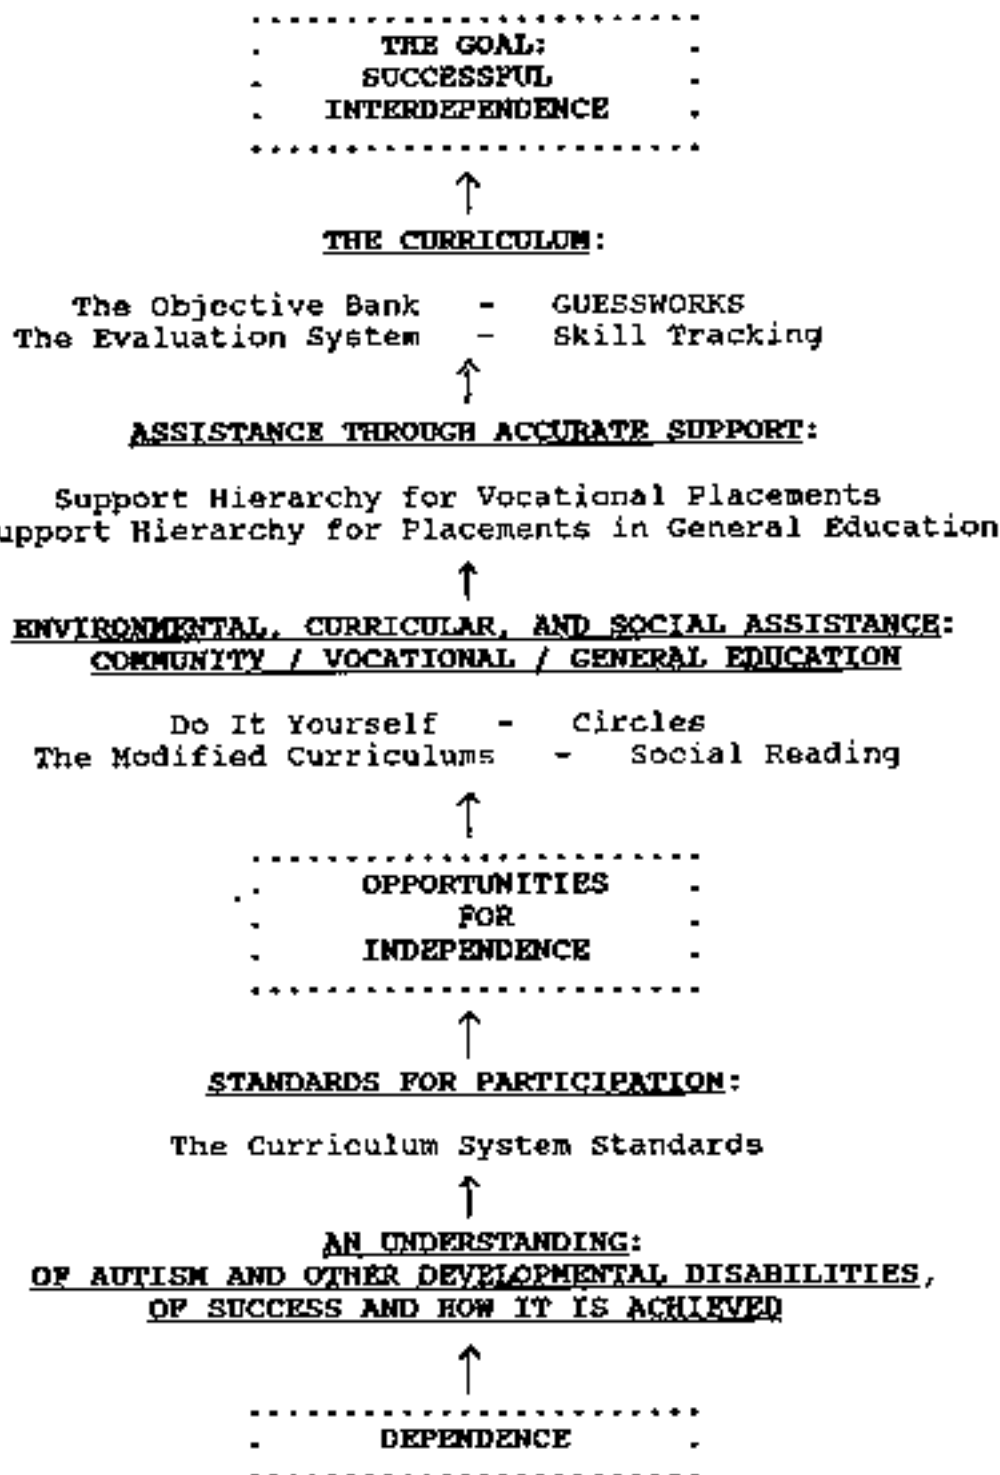 THE GOAL:
SUCCESSFUL
INTERDEPENDENCE
THE CURRICULUM:
The Objective Bank - GUESSWORKS
The Evaluation System - Skill Tracking
ASSISTANCE THROUGH ACCURATE SUPPORT:
Support Hierarchy for Vocational Placements
upport Hierarchy for Placements in General Education
ENVIRONMENTAL, CURRICULAR, AND SOCIAL ASSISTANCE:
COMMUNITY / VOCATIONAL / GENERAL EDUCATION
Do It Yourself - Circles
The Modified Curriculums - Social Reading
OPPORTUNITIES
FOR
INDEPENDENCE
STANDARDS FOR PARTICIPATION:
The Curriculum System Standards
AN UNDERSTANDING:
OF AUTISM AND OTHER DEVELOPMENTAL DISABILITIES,
OF SUCCESS AND HOW IT IS ACHIEVED
DEPENDENCE